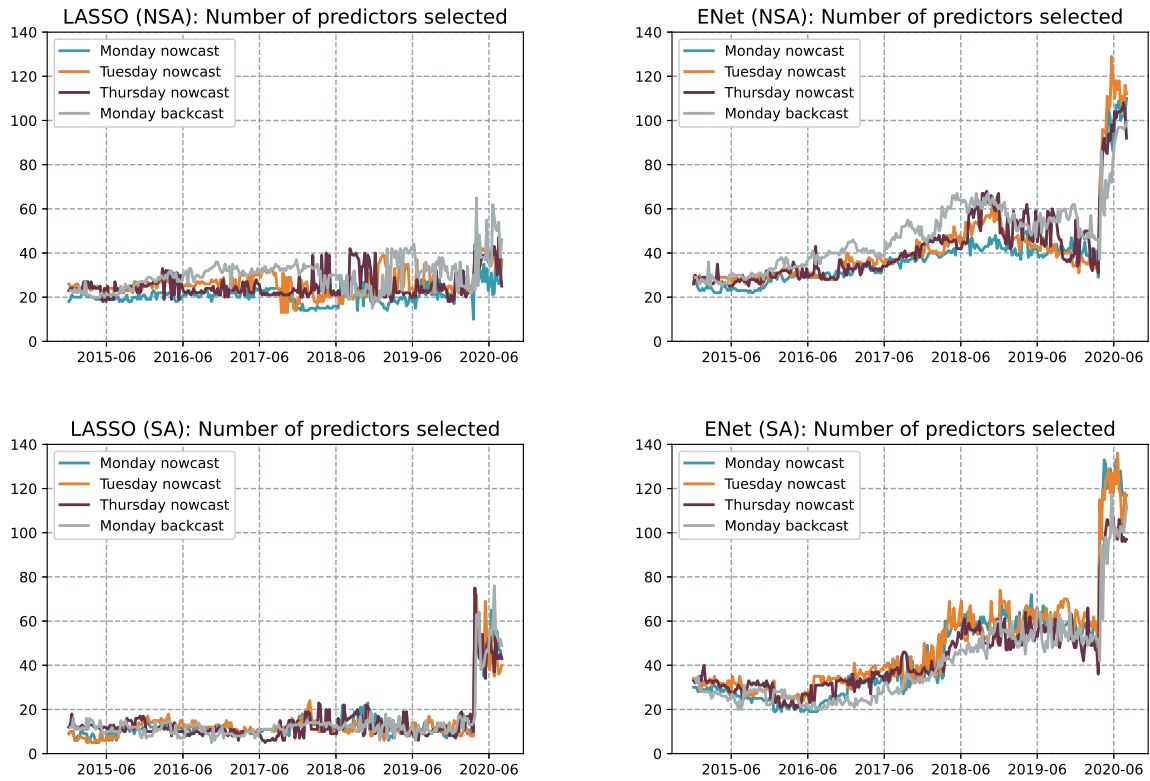 LASSO (NSA): Number of predictors selected
140
120
100
80
60
40
20
0
Monday nowcast
Tuesday nowcast
Thursday nowcast
Monday backcast
2015-06 2016-06 2017-06 2018-06 2019-06 2020-06
ENet (NSA): Number of predictors selected
140
120
100
80
60
40
20
0
Monday nowcast
Tuesday nowcast
Thursday nowcast
Monday backcast
2015-06 2016-06 2017-06 2018-06 2019-06 2020-06
LASSO (SA): Number of predictors selected
140
120
100
80
60
40
20
0
Monday nowcast
Tuesday nowcast
Thursday nowcast
Monday backcast
2015-06 2016-06 2017-06 2018-06 2019-06 2020-06
ENet (SA): Number of predictors selected
140
120
100
80
60
40
20
0
Monday nowcast
Tuesday nowcast
Thursday nowcast
Monday backcast
2015-06 2016-06 2017-06 2018-06 2019-06 2020-06